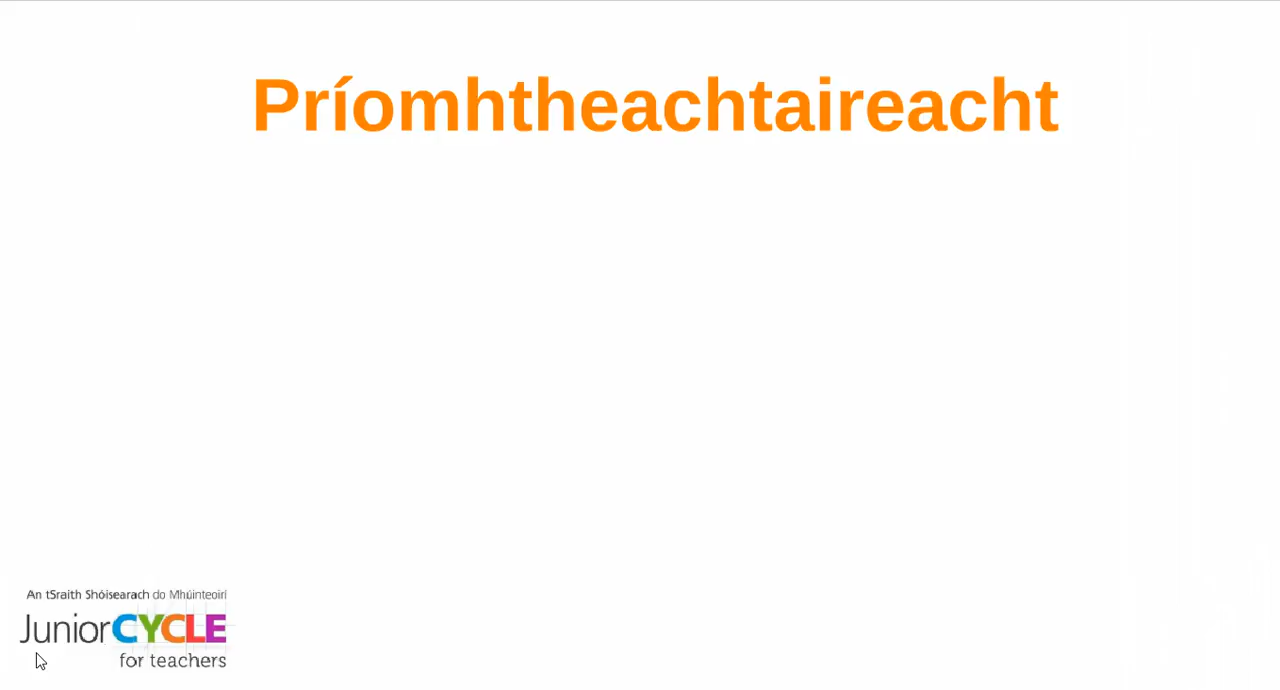 Príomhtheachtaireacht
An tSraith Shóisearach do Mhúinteoirí
JuniorCYCLE
for teachers